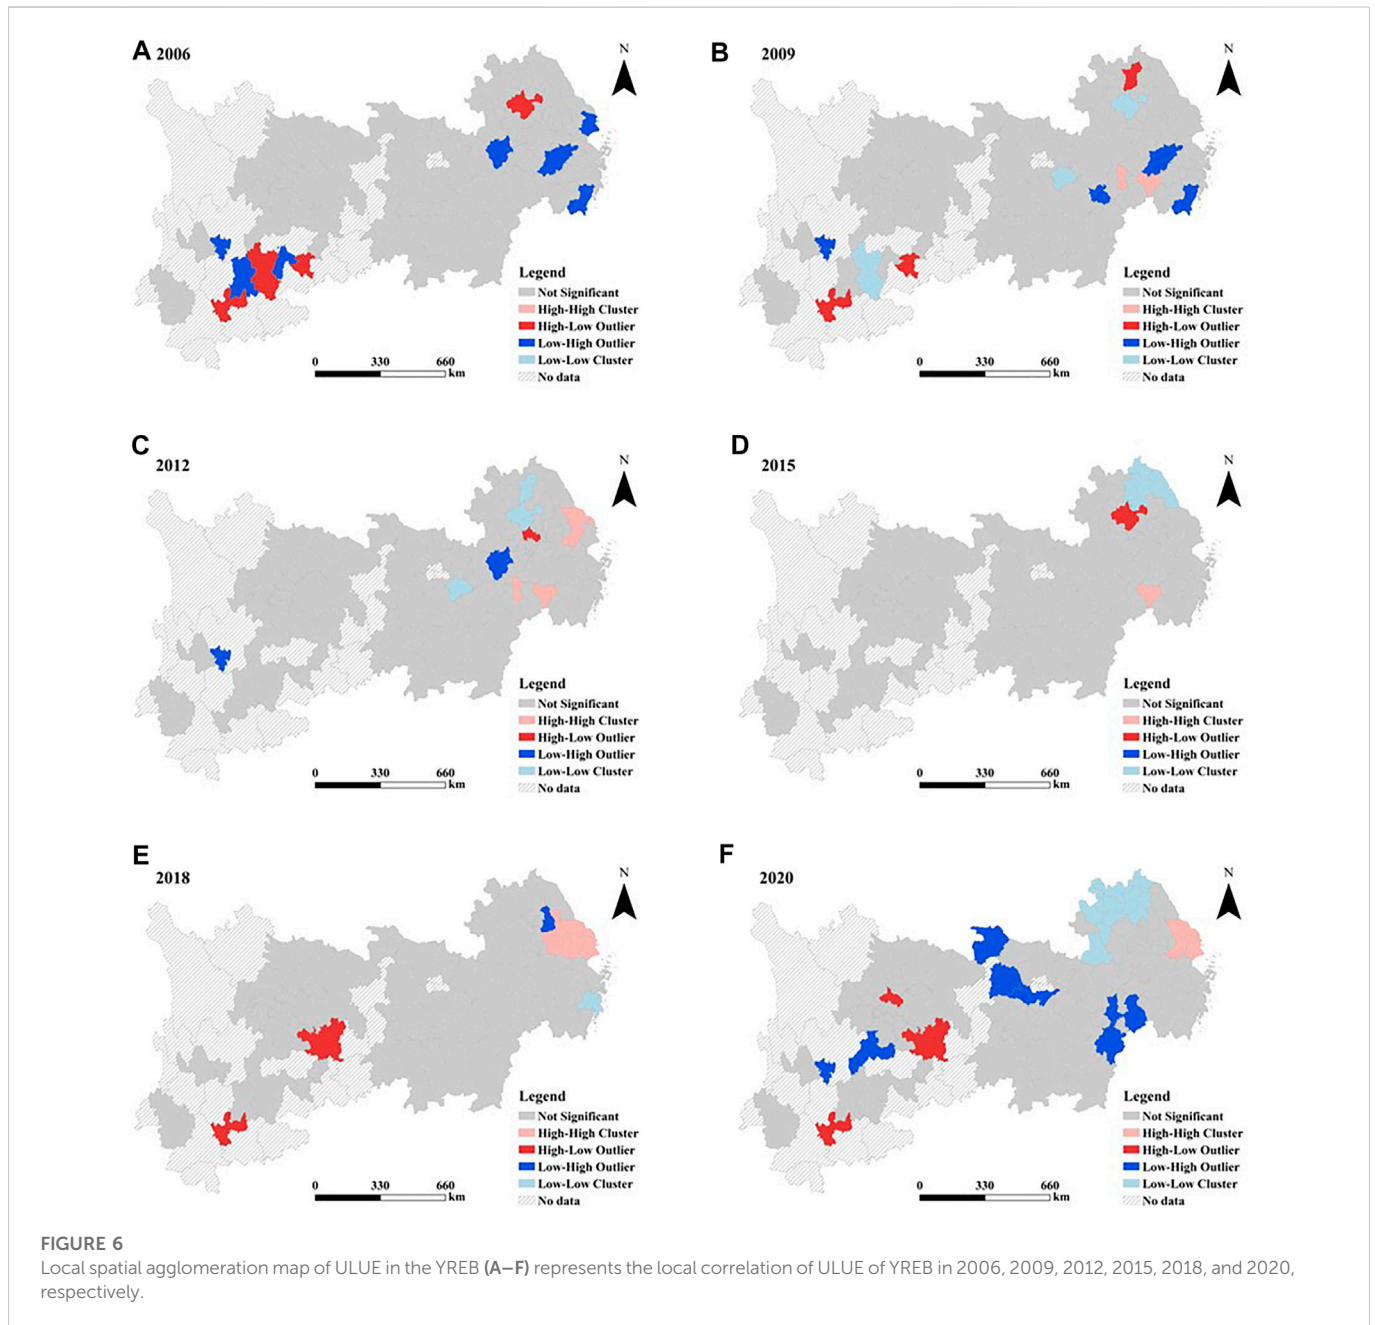 A 2006
N
Legend
Not Significant
High-High Cluster
High-Low Outlier
Low-High Outlier
Low-Low Cluster
No data
0 330 660
km
B 2009
N
Legend
Not Significant
High-High Cluster
High-Low Outlier
Low-High Outlier
Low-Low Cluster
No data
0 330 660
km
C
2012
N
Legend
Not Significant
High-High Cluster
High-Low Outlier
Low-High Outlier
Low-Low Cluster
No data
0 330 660
km
D
2015
N
Legend
Not Significant
High-High Cluster
High-Low Outlier
Low-High Outlier
Low-Low Cluster
No data
0 330 660
km
E
2018
N
Legend
Not Significant
High-High Cluster
High-Low Outlier
Low-High Outlier
Low-Low Cluster
No data
0 330 660
km
F
2020
N
Legend
Not Significant
High-High Cluster
High-Low Outlier
Low-High Outlier
Low-Low Cluster
No data
0 330 660
km
FIGURE 6
Local spatial agglomeration map of ULUE in the YREB (A–F) represents the local correlation of ULUE of YREB in 2006, 2009, 2012, 2015, 2018, and 2020,
respectively.